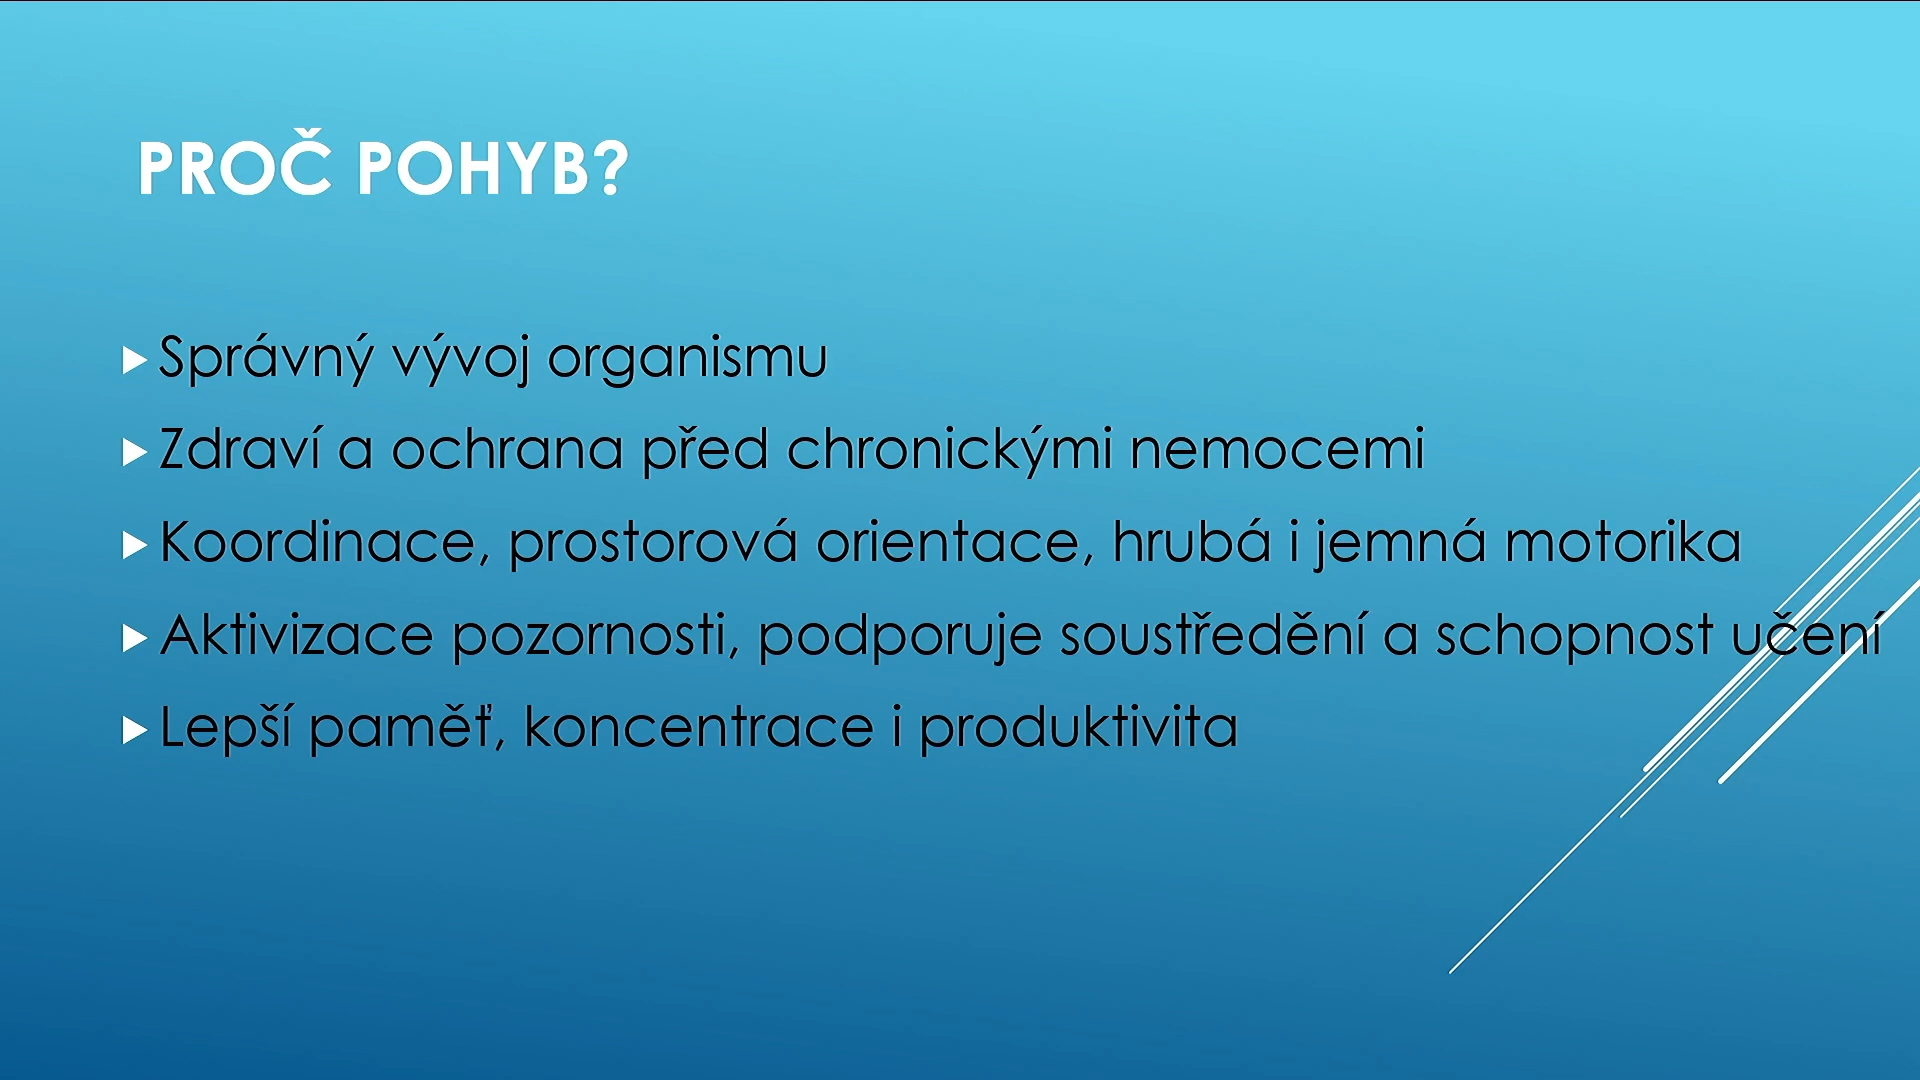 PROČ POHYB?
Správný vývoj organismu
Zdraví a ochrana před chronickými nemocemi
Koordinace, prostorová orientace, hrubá i jemná motorika
Aktivizace pozornosti, podporuje soustředění a schopnost učení
Lepší paměť, koncentrace i produktivita